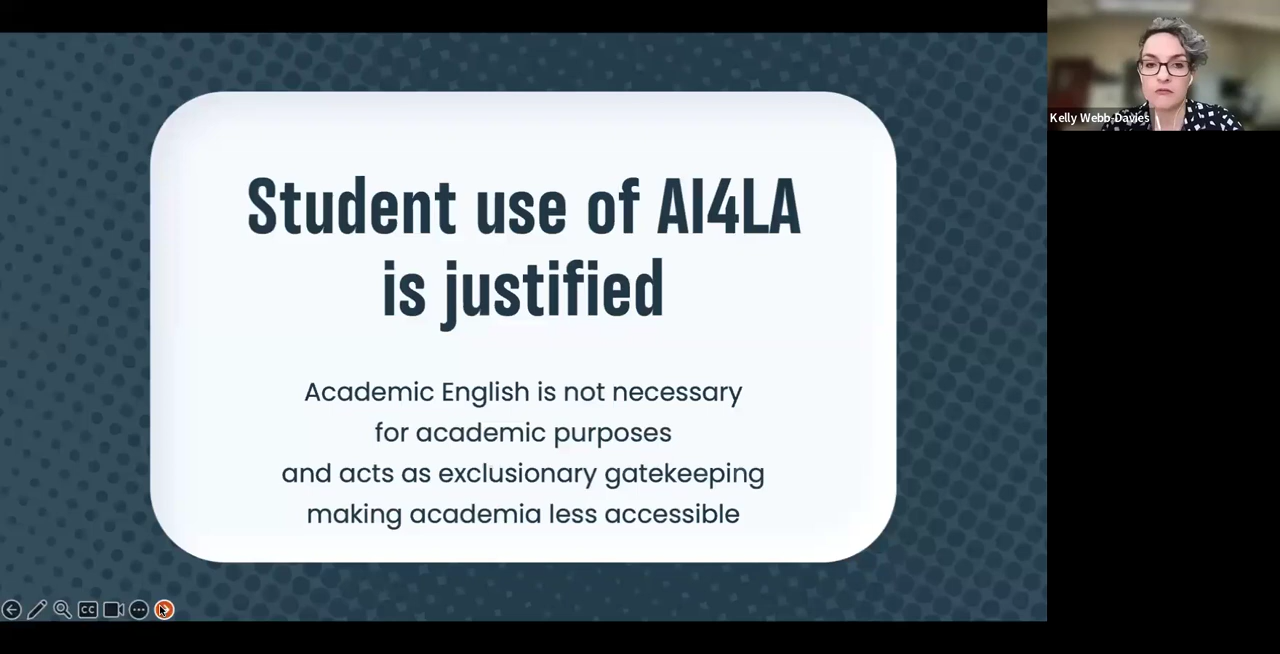 Student use of AI4LA
is justified
Academic English is not necessary
for academic purposes
and acts as exclusionary gatekeeping
making academia less accessible
Kelly Webb-Davies
CC